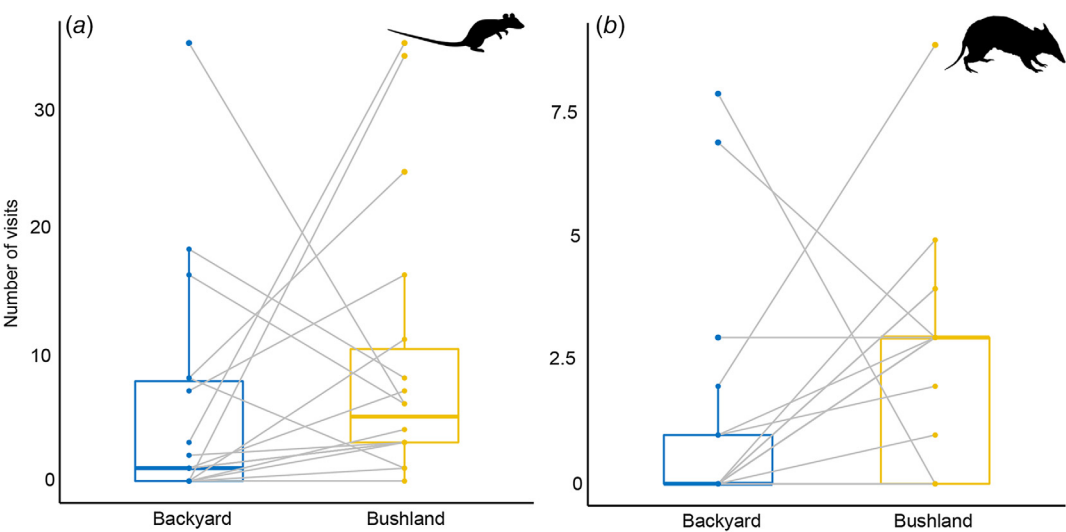 (a)
Number of visits
30
20
10
0
Backyard
Bushland
(b)
7.5
5
2.5
0
Backyard
Bushland